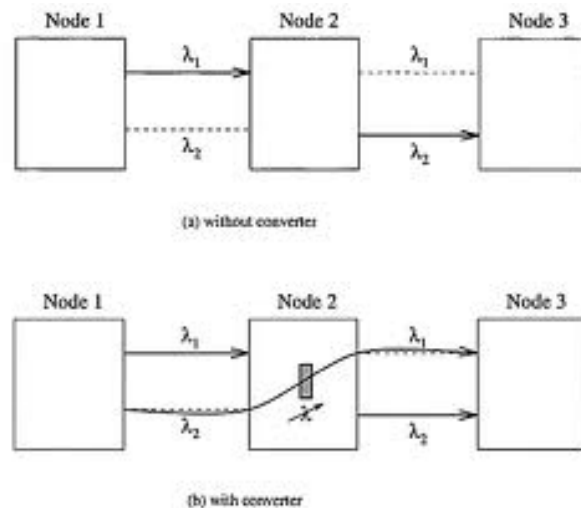 Node 1 Node 2 Node 3
λ1 λ1
λ2 λ2
(a) without converter
Node 1 Node 2 Node 3
λ1 λ1
λ
λ2 λ2
(b) with converter